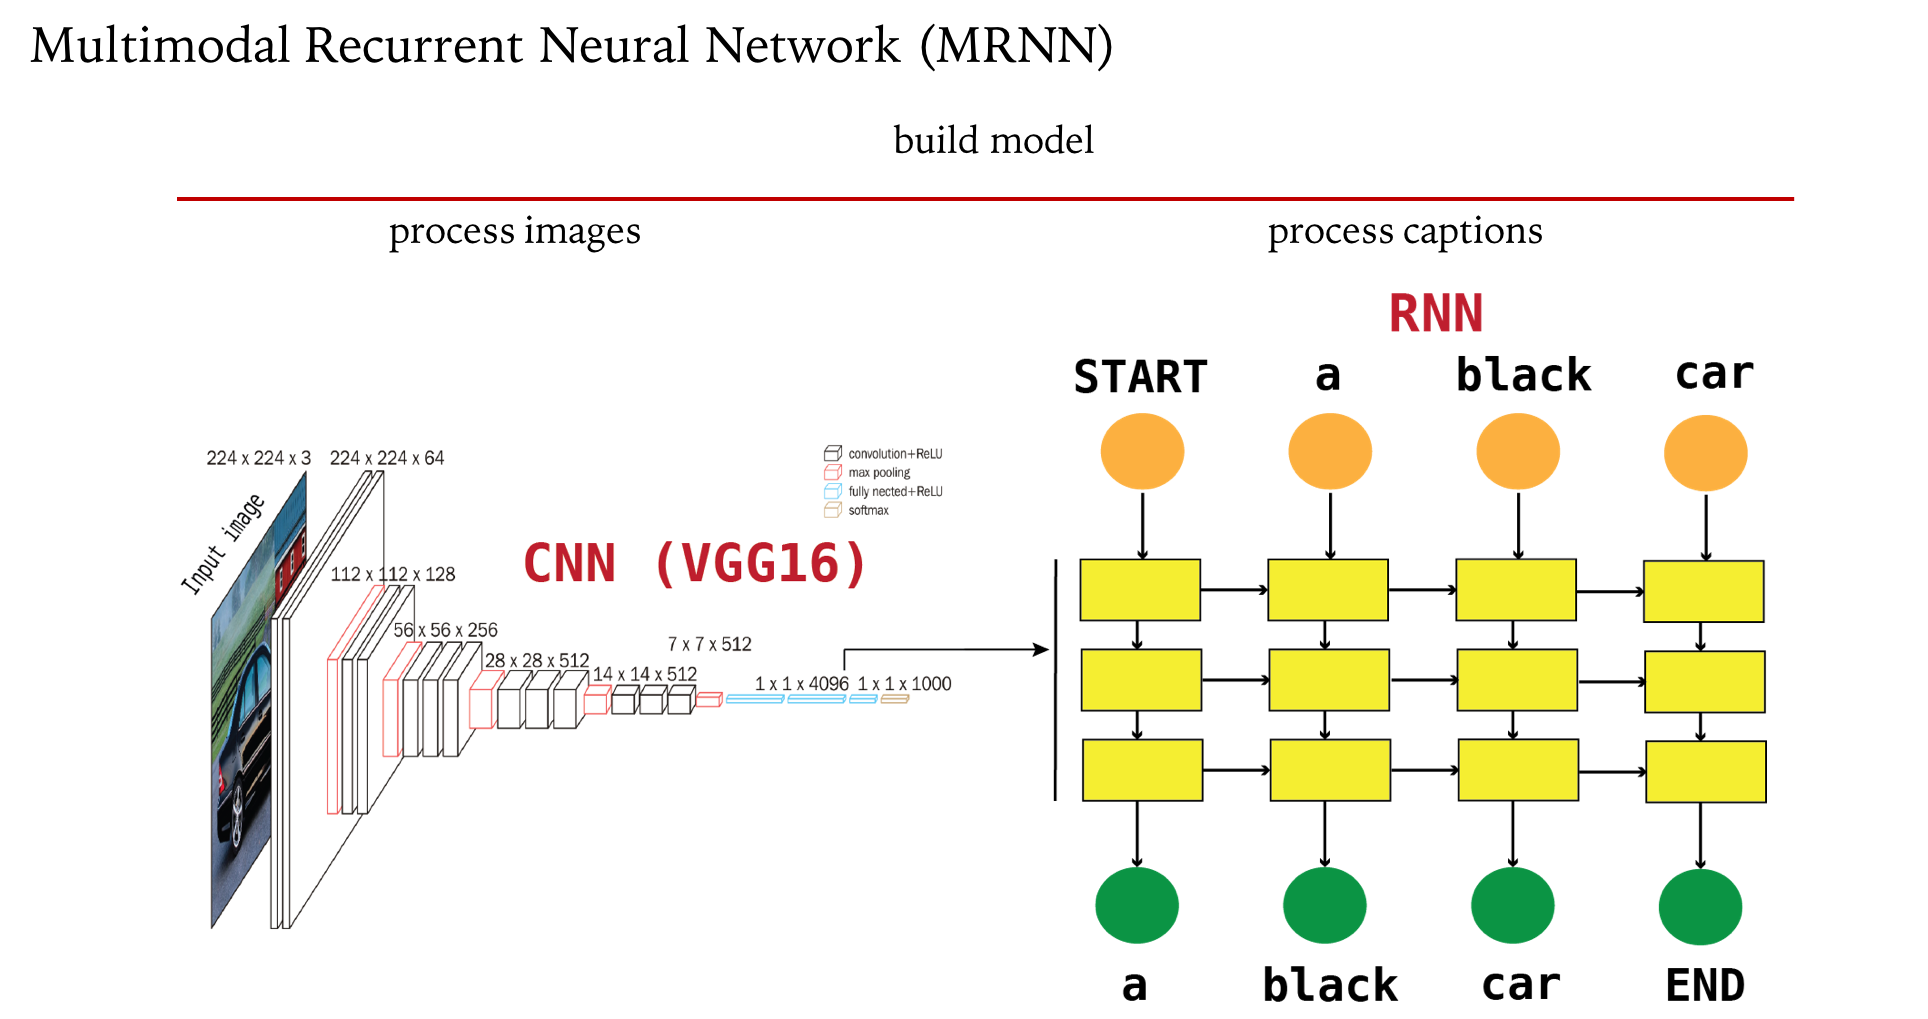 Multimodal Recurrent Neural Network (MRNN)
build model
process images
process captions
RNN
START a black car
224 x 224 x 3 224 x 224 x 64
Input image
convolution+ReLU
max pooling
fully nected+ReLU
softmax
CNN (VGG16)
112 x 112 x 128
56 x 56 x 256
28 x 28 x 512
14 x 14 x 512
7 x 7 x 512
1 x 1 x 4096 1 x 1 x 1000
a black car END